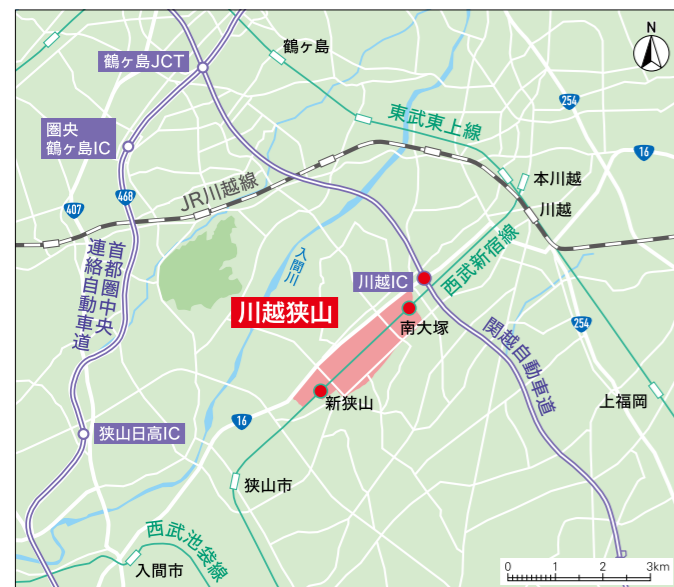 N
鶴ヶ島
鶴ヶ島JCT
254
東武東上線
圏央
鶴ヶ島IC
16
本川越
JR川越線
468
407
川越
首都圏中央
連絡自動車道
入間川
西武新宿線
川越IC
川越狭山
南大塚
254
関越自動車道
新狭山
上福岡
16
狭山日高IC
狭山市
西武池袋線
入間市
0 1 2 3km